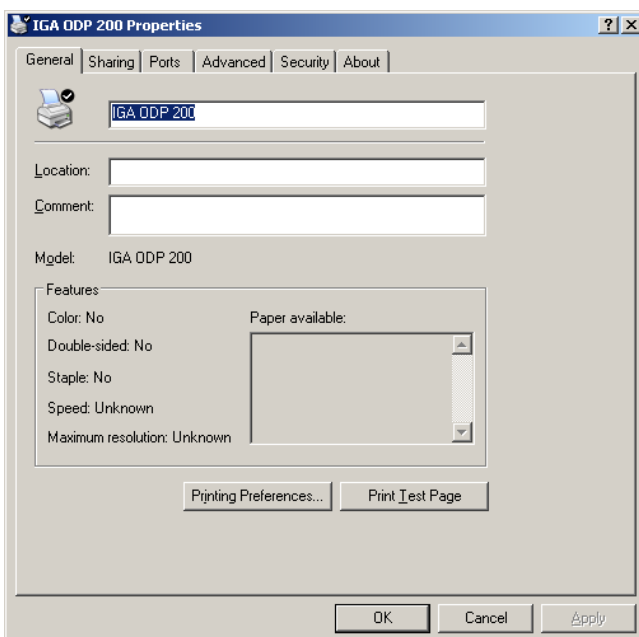 IGA ODP 200 Properties
General Sharing Ports Advanced Security About
IGA ODP 200
Location:
Comment:
Model: IGA ODP 200
Features
Color: No Paper available:
Double-sided: No
Staple: No
Speed: Unknown
Maximum resolution: Unknown
Printing Preferences... Print Test Page
OK Cancel Apply